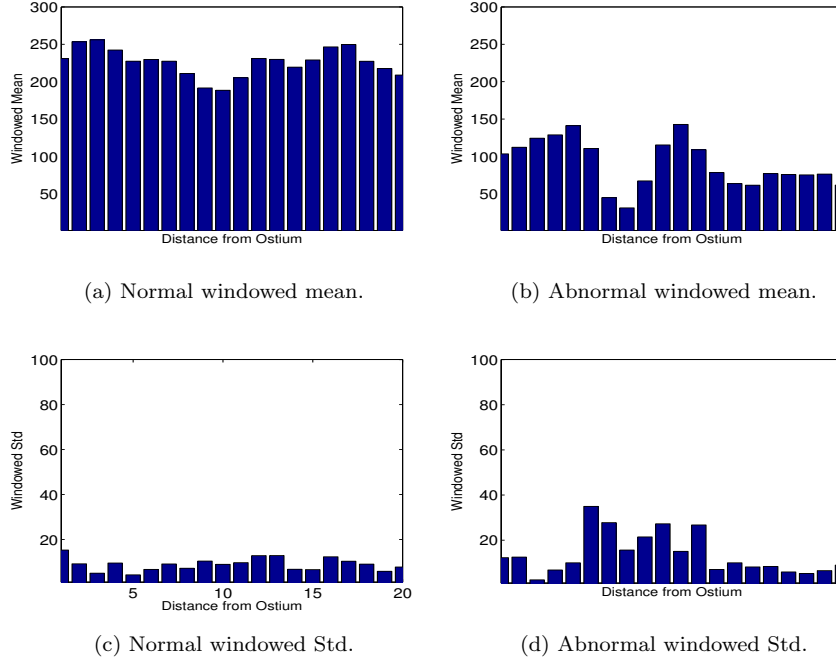 300
250
200
150
100
50
Windowed Mean
Distance from Ostium
(a) Normal windowed mean.
300
250
200
150
100
50
Windowed Mean
Distance from Ostium
(b) Abnormal windowed mean.
100
80
60
40
20
Windowed Std
5 10 15 20
Distance from Ostium
(c) Normal windowed Std.
100
80
60
40
20
Windowed Std
Distance from Ostium
(d) Abnormal windowed Std.